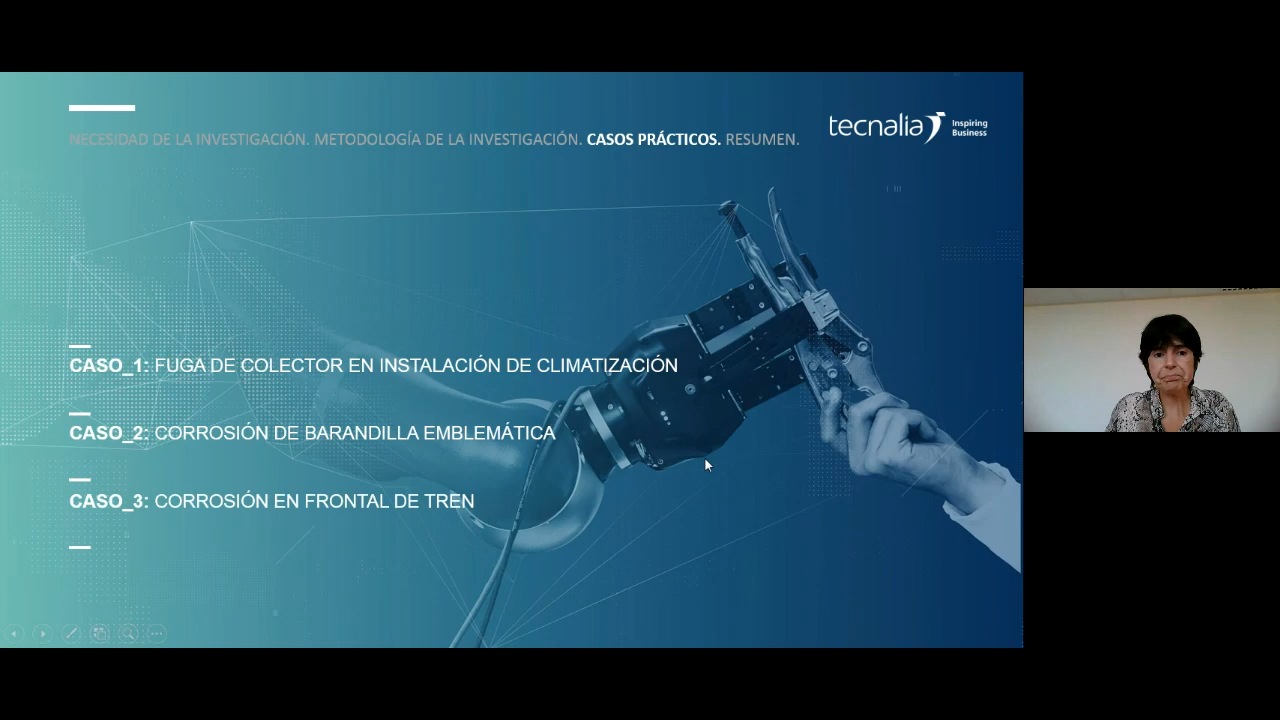 NECESIDAD DE LA INVESTIGACIÓN. METODOLOGÍA DE LA INVESTIGACIÓN. CASOS PRÁCTICOS. RESUMEN.
tecnalia Inspiring
Business
CASO_1: FUGA DE COLECTOR EN INSTALACIÓN DE CLIMATIZACIÓN
CASO_2: CORROSIÓN DE BARANDILLA EMBLEMÁTICA
CASO_3: CORROSIÓN EN FRONTAL DE TREN